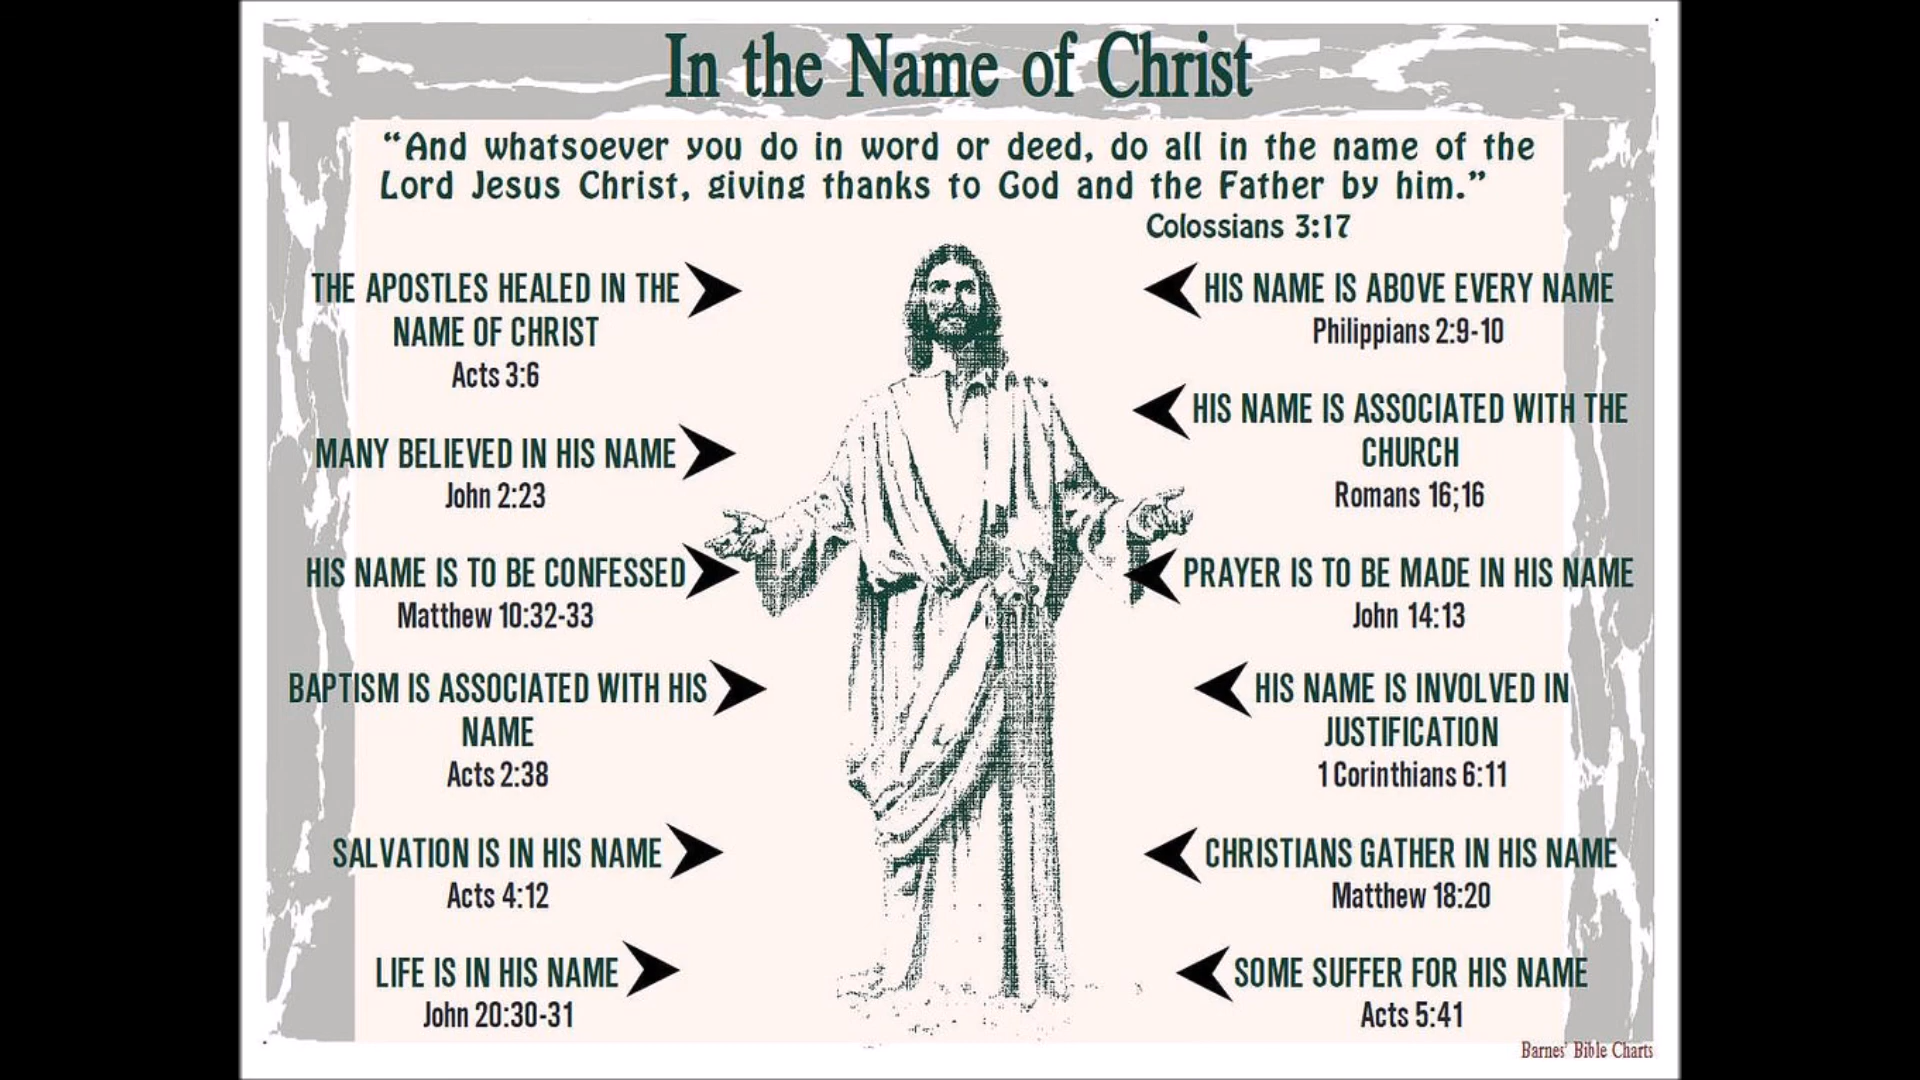 In the Name of Christ
“And whatsoever you do in word or deed, do all in the name of the
Lord Jesus Christ, giving thanks to God and the Father by him.”
Colossians 3:17
THE APOSTLES HEALED IN THE
NAME OF CHRIST
Acts 3:6
MANY BELIEVED IN HIS NAME
John 2:23
HIS NAME IS TO BE CONFESSED
Matthew 10:32-33
BAPTISM IS ASSOCIATED WITH HIS
NAME
Acts 2:38
SALVATION IS IN HIS NAME
Acts 4:12
LIFE IS IN HIS NAME
John 20:30-31
HIS NAME IS ABOVE EVERY NAME
Philippians 2:9-10
HIS NAME IS ASSOCIATED WITH THE
CHURCH
Romans 16;16
PRAYER IS TO BE MADE IN HIS NAME
John 14:13
HIS NAME IS INVOLVED IN
JUSTIFICATION
1 Corinthians 6:11
CHRISTIANS GATHER IN HIS NAME
Matthew 18:20
SOME SUFFER FOR HIS NAME
Acts 5:41
Barnes’ Bible Charts